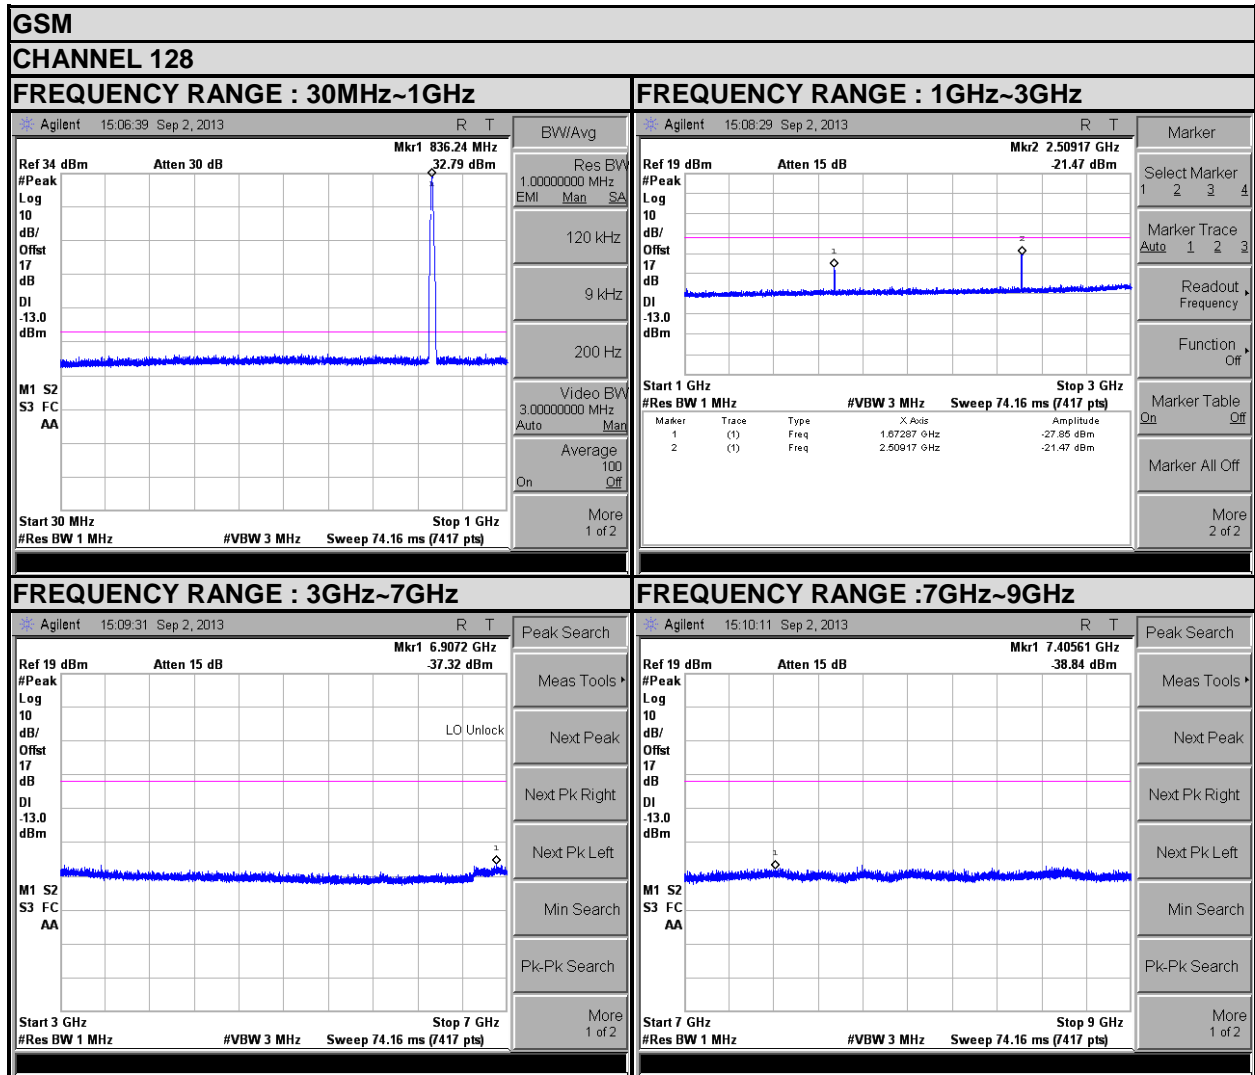 GSM
CHANNEL 128
FREQUENCY RANGE : 30MHz~1GHz
Agilent 15:06:39 Sep 2, 2013 R T
BW/Avg
Mkr1 836.24 MHz
Ref 34 dBm Atten 30 dB 32.79 dBm
#Peak
Log
10
dB/
Offst
17
dB
DI
-13.0
dBm
M1 S2
S3 FC
AA
Start 30 MHz Stop 1 GHz
#Res BW 1 MHz #VBW 3 MHz Sweep 74.16 ms (7417 pts)
Res BW
1.00000000 MHz
EMI Man SA
120 kHz
9 kHz
200 Hz
Video BW
3.00000000 MHz
Auto Man
Average
100
On Off
More
1 of 2
FREQUENCY RANGE : 1GHz~3GHz
Agilent 15:08:29 Sep 2, 2013 R T
Marker
Mkr2 2.50917 GHz
Ref 19 dBm Atten 15 dB -21.47 dBm
#Peak
Log
10
dB/
Offst
17
dB
DI
-13.0
dBm
1
2
Start 1 GHz Stop 3 GHz
#Res BW 1 MHz #VBW 3 MHz Sweep 74.16 ms (7417 pts)
Marker Trace Type X Axis Amplitude
1 (1) Freq 1.67287 GHz -27.85 dBm
2 (1) Freq 2.50917 GHz -21.47 dBm
Select Marker
1 2 3 4
Marker Trace
Auto 1 2 3
Readout
Frequency
Function
Off
Marker Table
On Off
Marker All Off
More
2 of 2
FREQUENCY RANGE : 3GHz~7GHz
Agilent 15:09:31 Sep 2, 2013 R T
Peak Search
Mkr1 6.9072 GHz
Ref 19 dBm Atten 15 dB -37.32 dBm
#Peak
Log
10
dB/
Offst
17
dB
DI
-13.0
dBm
LO Unlock
1
M1 S2
S3 FC
AA
Start 3 GHz Stop 7 GHz
#Res BW 1 MHz #VBW 3 MHz Sweep 74.16 ms (7417 pts)
Meas Tools
Next Peak
Next Pk Right
Next Pk Left
Min Search
Pk-Pk Search
More
1 of 2
FREQUENCY RANGE :7GHz~9GHz
Agilent 15:10:11 Sep 2, 2013 R T
Peak Search
Mkr1 7.40561 GHz
Ref 19 dBm Atten 15 dB -38.84 dBm
#Peak
Log
10
dB/
Offst
17
dB
DI
-13.0
dBm
1
M1 S2
S3 FC
AA
Start 7 GHz Stop 9 GHz
#Res BW 1 MHz #VBW 3 MHz Sweep 74.16 ms (7417 pts)
Meas Tools
Next Peak
Next Pk Right
Next Pk Left
Min Search
Pk-Pk Search
More
1 of 2